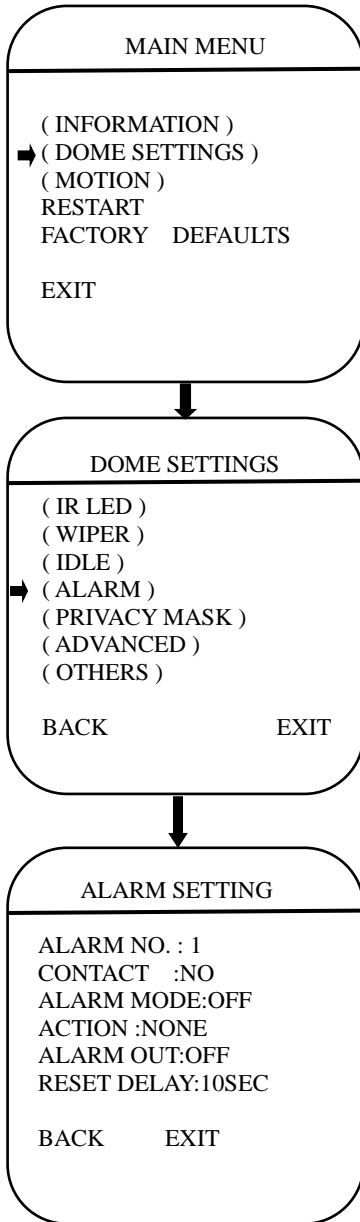 MAIN MENU
( INFORMATION )
( DOME SETTINGS )
( MOTION )
RESTART
FACTORY DEFAULTS
EXIT
DOME SETTINGS
( IR LED )
( WIPER )
( IDLE )
( ALARM )
( PRIVACY MASK )
( ADVANCED )
( OTHERS )
BACK EXIT
ALARM SETTING
ALARM NO. : 1
CONTACT :NO
ALARM MODE:OFF
ACTION :NONE
ALARM OUT:OFF
RESET DELAY:10SEC
BACK EXIT